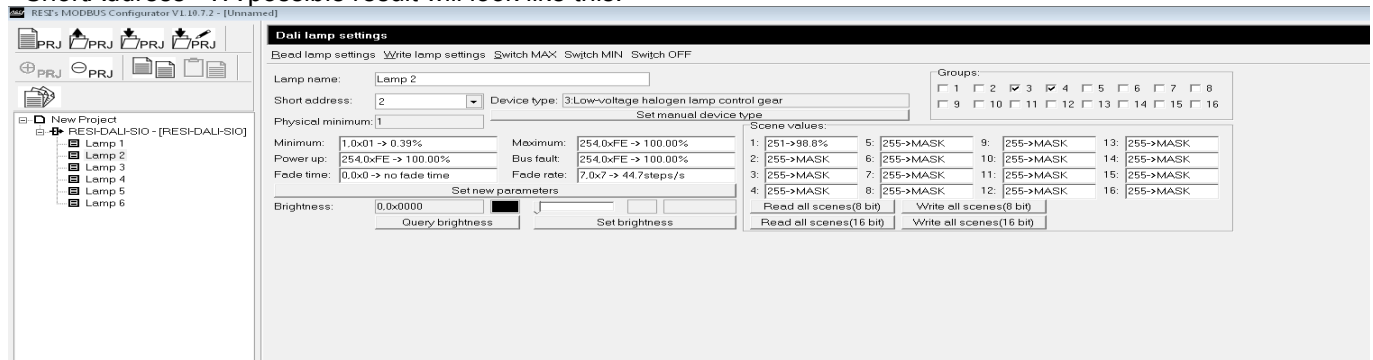 RESI's MODBUS Configurator V1.10.7.2 - [Unnamed]
PRJ PRJ PRJ PRJ
PRJ PRJ
New Project
RESI-DALI-SIO - [RESI-DALI-SIO]
Lamp 1
Lamp 2
Lamp 3
Lamp 4
Lamp 5
Lamp 6
Dali lamp settings
Read lamp settings Write lamp settings Switch MAX Switch MIN Switch OFF
Lamp name: Lamp 2
Short address: 2 Device type: 3:Low-voltage halogen lamp control gear
Physical minimum: 1 Set manual device type
Minimum: 1,0x01 -> 0.39% Maximum: 254,0xFE -> 100.00%
Power up: 254,0xFE -> 100.00% Bus fault: 254,0xFE -> 100.00%
Fade time: 0,0x0 -> no fade time Fade rate: 7,0x7 -> 44.7steps/s
Set new parameters
Brightness: 0,0x0000
Query brightness Set brightness
Groups:
1 2 3 4 5 6 7 8
9 10 11 12 13 14 15 16
Scene values:
1: 251->98.8% 5: 255->MASK 9: 255->MASK 13: 255->MASK
2: 255->MASK 6: 255->MASK 10: 255->MASK 14: 255->MASK
3: 255->MASK 7: 255->MASK 11: 255->MASK 15: 255->MASK
4: 255->MASK 8: 255->MASK 12: 255->MASK 16: 255->MASK
Read all scenes(8 bit) Write all scenes(8 bit)
Read all scenes(16 bit) Write all scenes(16 bit)